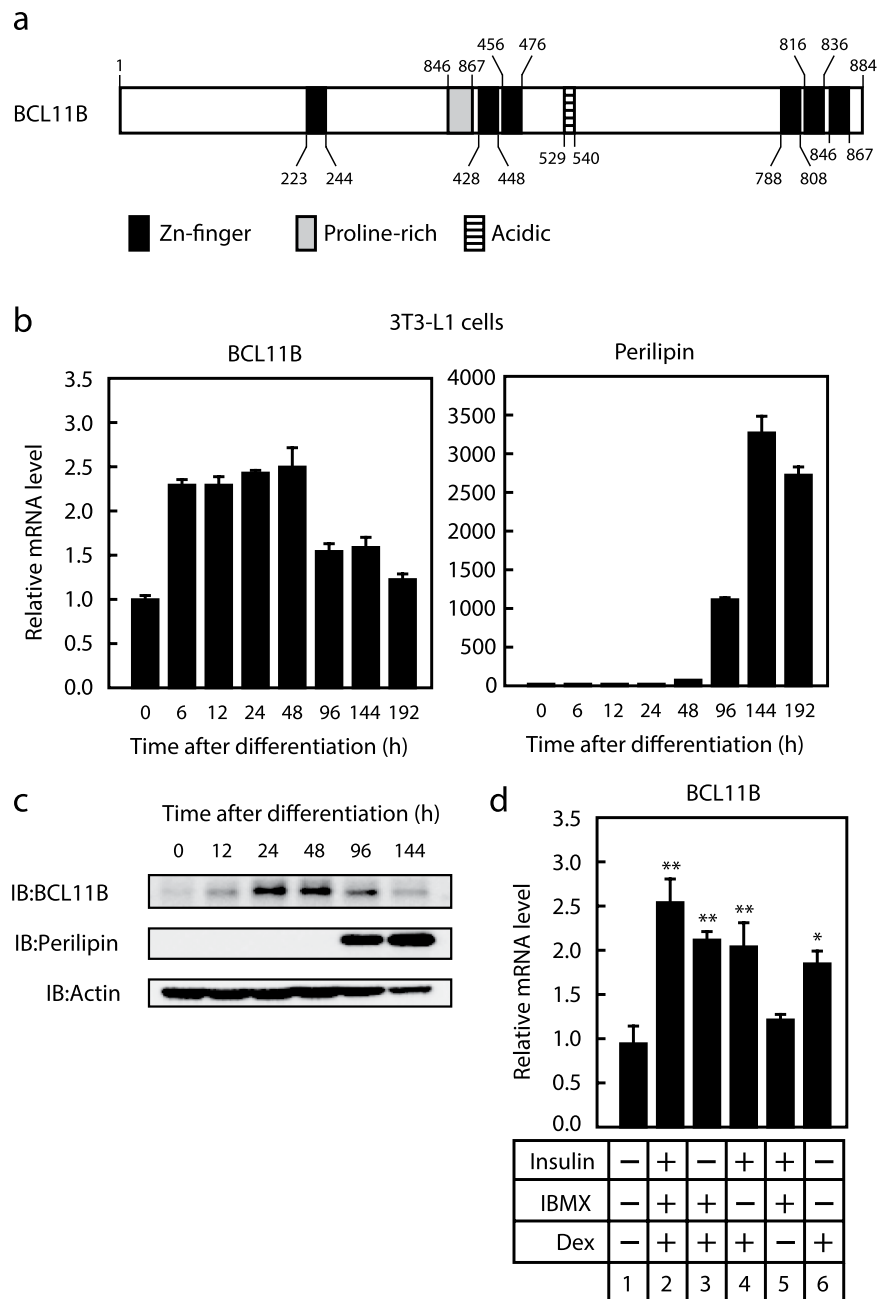 a
456 476 816 836
1 846 867 884
BCL11B
223 244 428 448 529 540 788 808 846 867
Zn-finger Proline-rich Acidic
b
3T3-L1 cells
BCL11B
Relative mRNA level
3.5
3.0
2.5
2.0
1.5
1.0
0.5
0.0
0 6 12 24 48 96 144 192
Time after differentiation (h)
Perilipin
4000
3500
3000
2500
2000
1500
1000
500
0
0 6 12 24 48 96 144 192
Time after differentiation (h)
c
Time after differentiation (h)
0 12 24 48 96 144
IB:BCL11B
IB:Perilipin
IB:Actin
d
BCL11B
Relative mRNA level
3.5
3.0
2.5
2.0
1.5
1.0
0.5
0.0
** ** ** *
Insulin − + − + + −
IBMX − + + − + −
Dex − + + + − +
1 2 3 4 5 6